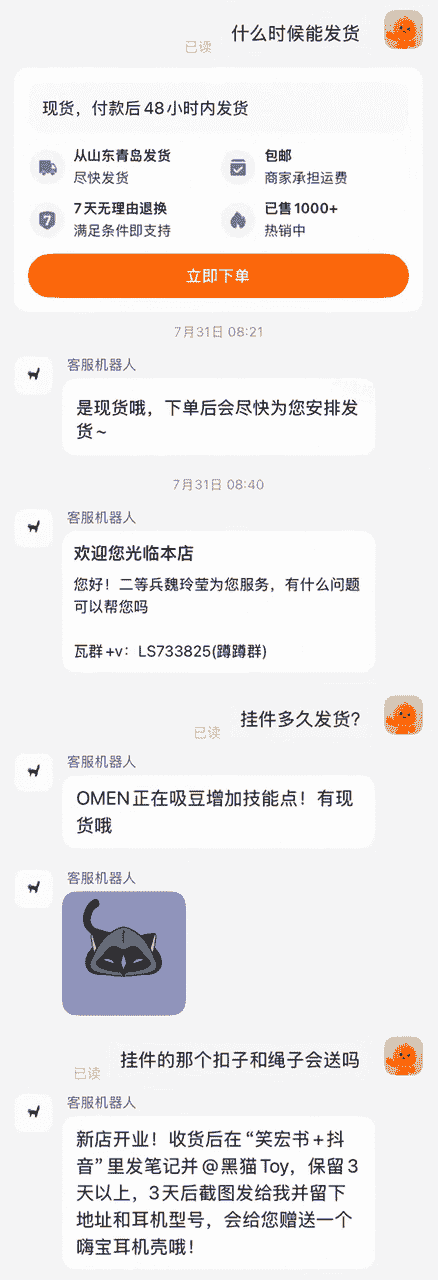 什么时候能发货
已读
现货，付款后48小时内发货
从山东青岛发货
尽快发货
包邮
商家承担运费
7天无理由退换
满足条件即支持
已售1000+
热销中
立即下单
7月31日 08:21
客服机器人
是现货哦，下单后会尽快为您安排发
货~
7月31日 08:40
客服机器人
欢迎您光临本店
您好！二等兵魏玲莹为您服务，有什么问题
可以帮您吗
瓦群+v：LS733825(蹲蹲群)
挂件多久发货?
已读
客服机器人
OMEN正在吸豆增加技能点！有现
货哦
客服机器人
挂件的那个扣子和绳子会送吗
已读
客服机器人
新店开业！收货后在“笑宏书+抖
音”里发笔记并@黑猫Toy，保留3
天以上，3天后截图发给我并留下
地址和耳机型号，会给您赠送一个
嗨宝耳机壳哦！